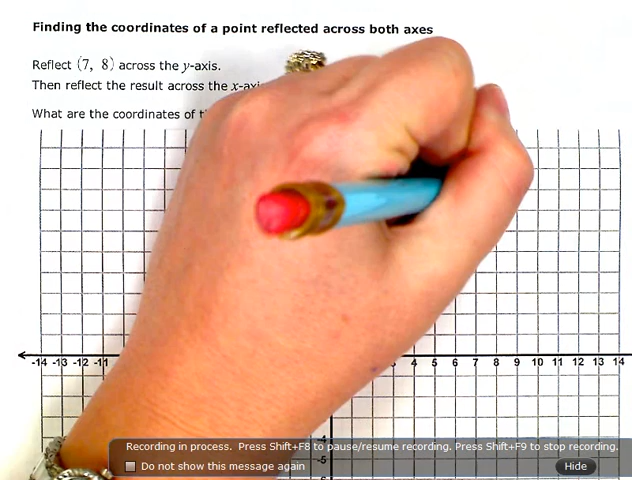 Finding the coordinates of a point reflected across both axes
Reflect (7, 8) across the y-axis.
Then reflect the result across the x-axi
What are the coordinates of t
-14 -13 -12 -11 4 5 6 7 8 9 10 11 12 13 14
-4
-5
Recording in process. Press Shift+F8 to pause/resume recording. Press Shift+F9 to stop recording.
Do not show this message again
Hide